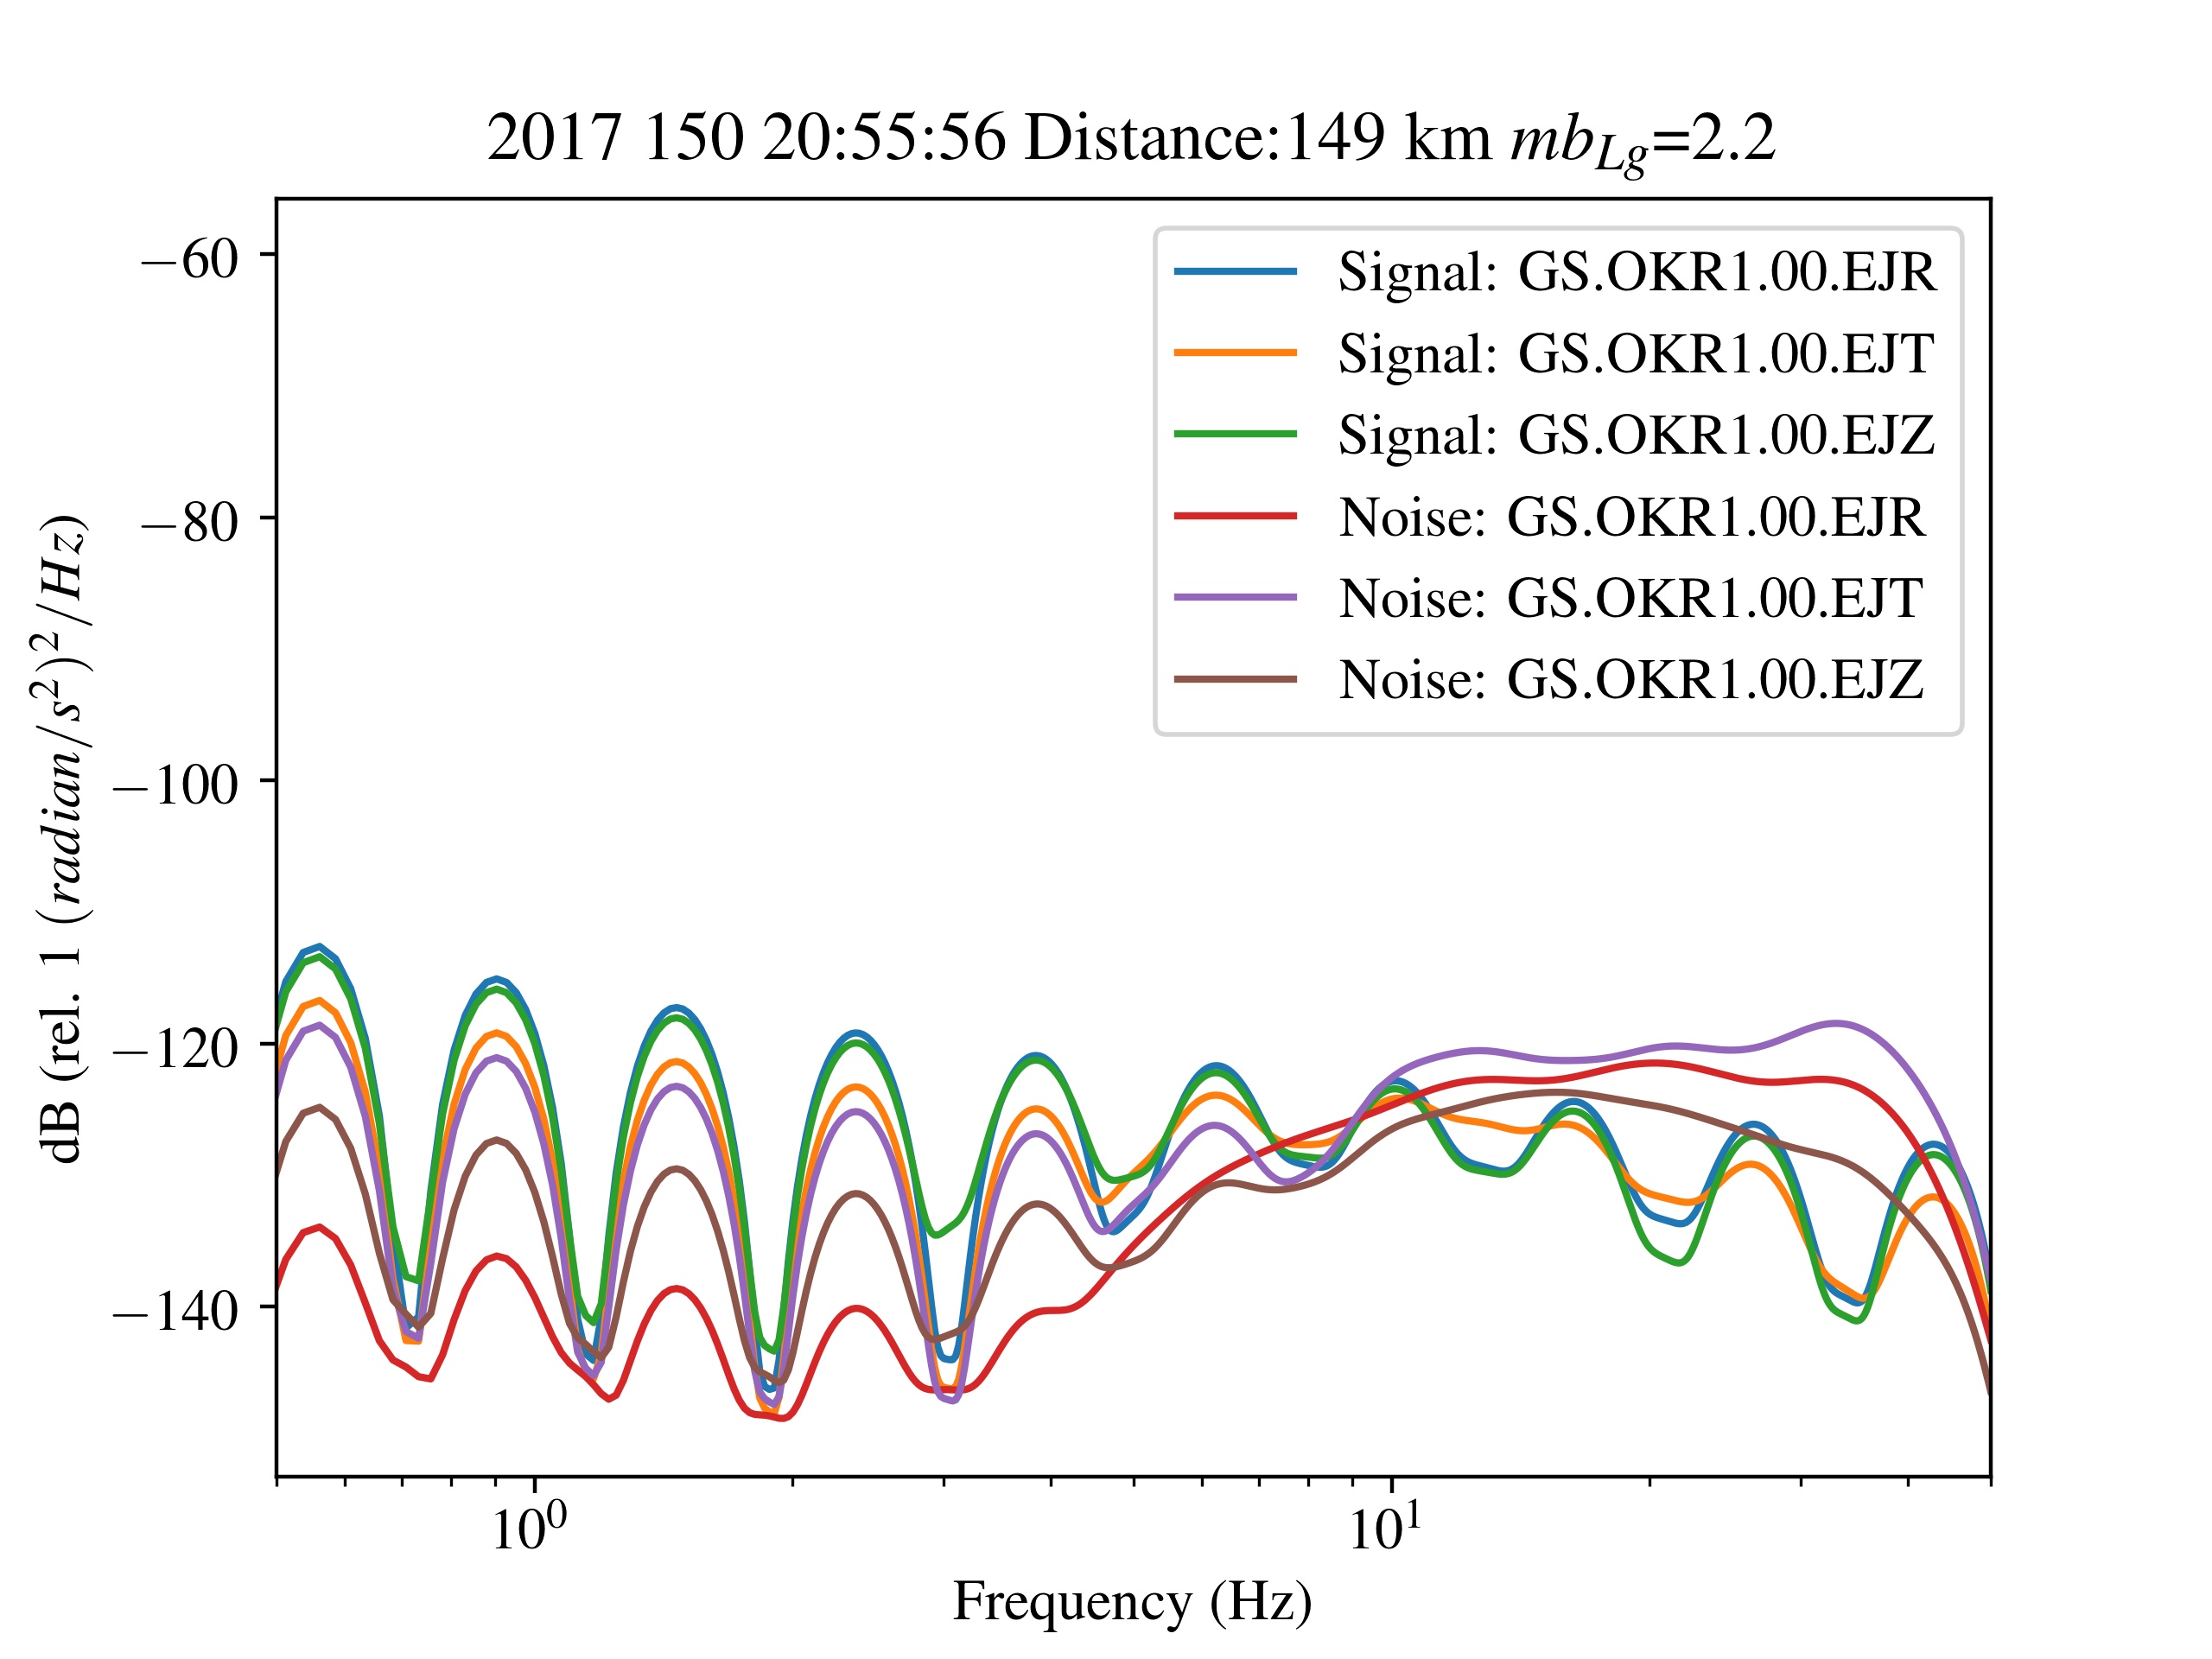 2017 150 20:55:56 Distance:149 km mb_{Lg}=2.2
dB (rel. 1 (radian/s²)²/Hz)
−60
−80
−100
−120
−140
Signal: GS.OKR1.00.EJR
Signal: GS.OKR1.00.EJT
Signal: GS.OKR1.00.EJZ
Noise: GS.OKR1.00.EJR
Noise: GS.OKR1.00.EJT
Noise: GS.OKR1.00.EJZ
10⁰ 10¹
Frequency (Hz)